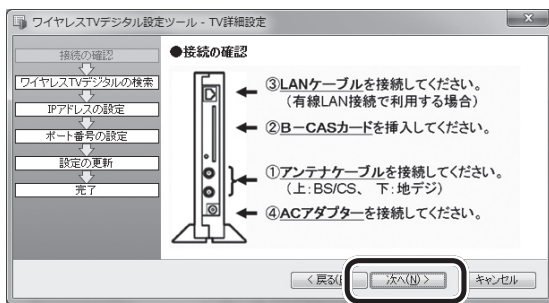 ワイヤレスTVデジタル設定ツール - TV詳細設定
接続の確認
ワイヤレスTVデジタルの検索
IPアドレスの設定
ポート番号の設定
設定の更新
完了
●接続の確認
③LANケーブルを接続してください。
（有線LAN接続で利用する場合）
②B－CASカードを挿入してください。
①アンテナケーブルを接続してください。
（上:BS/CS、 下:地デジ）
④ACアダプターを接続してください。
< 戻る(
次へ(N) >
キャンセル